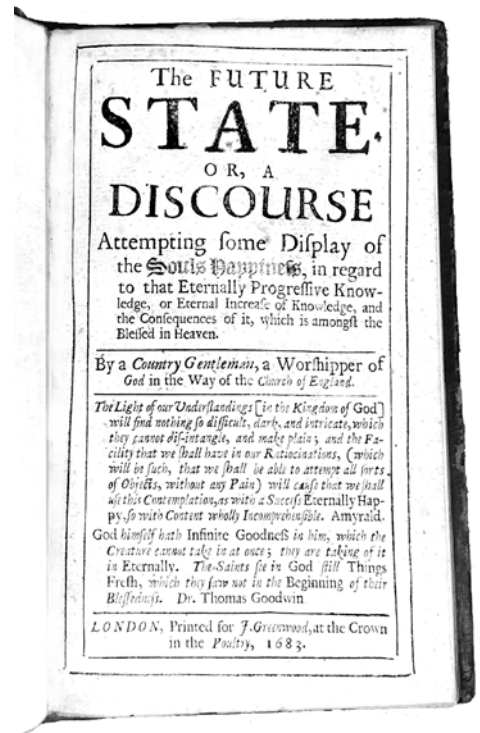 The FUTURE
STATE.
OR, A
DISCOURSE
Attempting ſome Diſplay of
the Souls Happineſs, in regard
to that Eternally Progreſſive Know-
ledge, or Eternal Increaſe of Knowledge, and
the Conſequences of it, which is amongſt the
Bleſſed in Heaven.
By a Country Gentleman, a Worſhipper of
God in the Way of the Church of England.
The Light of our Underſtandings [in the Kingdom of God]
will find nothing ſo difficult, dark, and intricate, which
they cannot diſ-intangle, and make plain; and the Fa-
cility that we ſhall have in our Ratiocinations, (which
will be ſuch, that we ſhall be able to attempt all ſorts
of Objects, without any Pain) will cauſe that we ſhall
uſe this Contemplation, as with a Succeſs Eternally Hap-
py, ſo with Content wholly Incomprehenſible. Amyrald.
God himſelf hath Infinite Goodneſs in him, which the
Creature cannot take in at once; they are taking of it
in Eternally. The Saints ſee in God ſtill Things
Freſh, which they ſaw not in the Beginning of their
Bleſſedneſs. Dr. Thomas Goodwin
LONDON, Printed for J. Greenwood, at the Crown
in the Poultry, 1683.